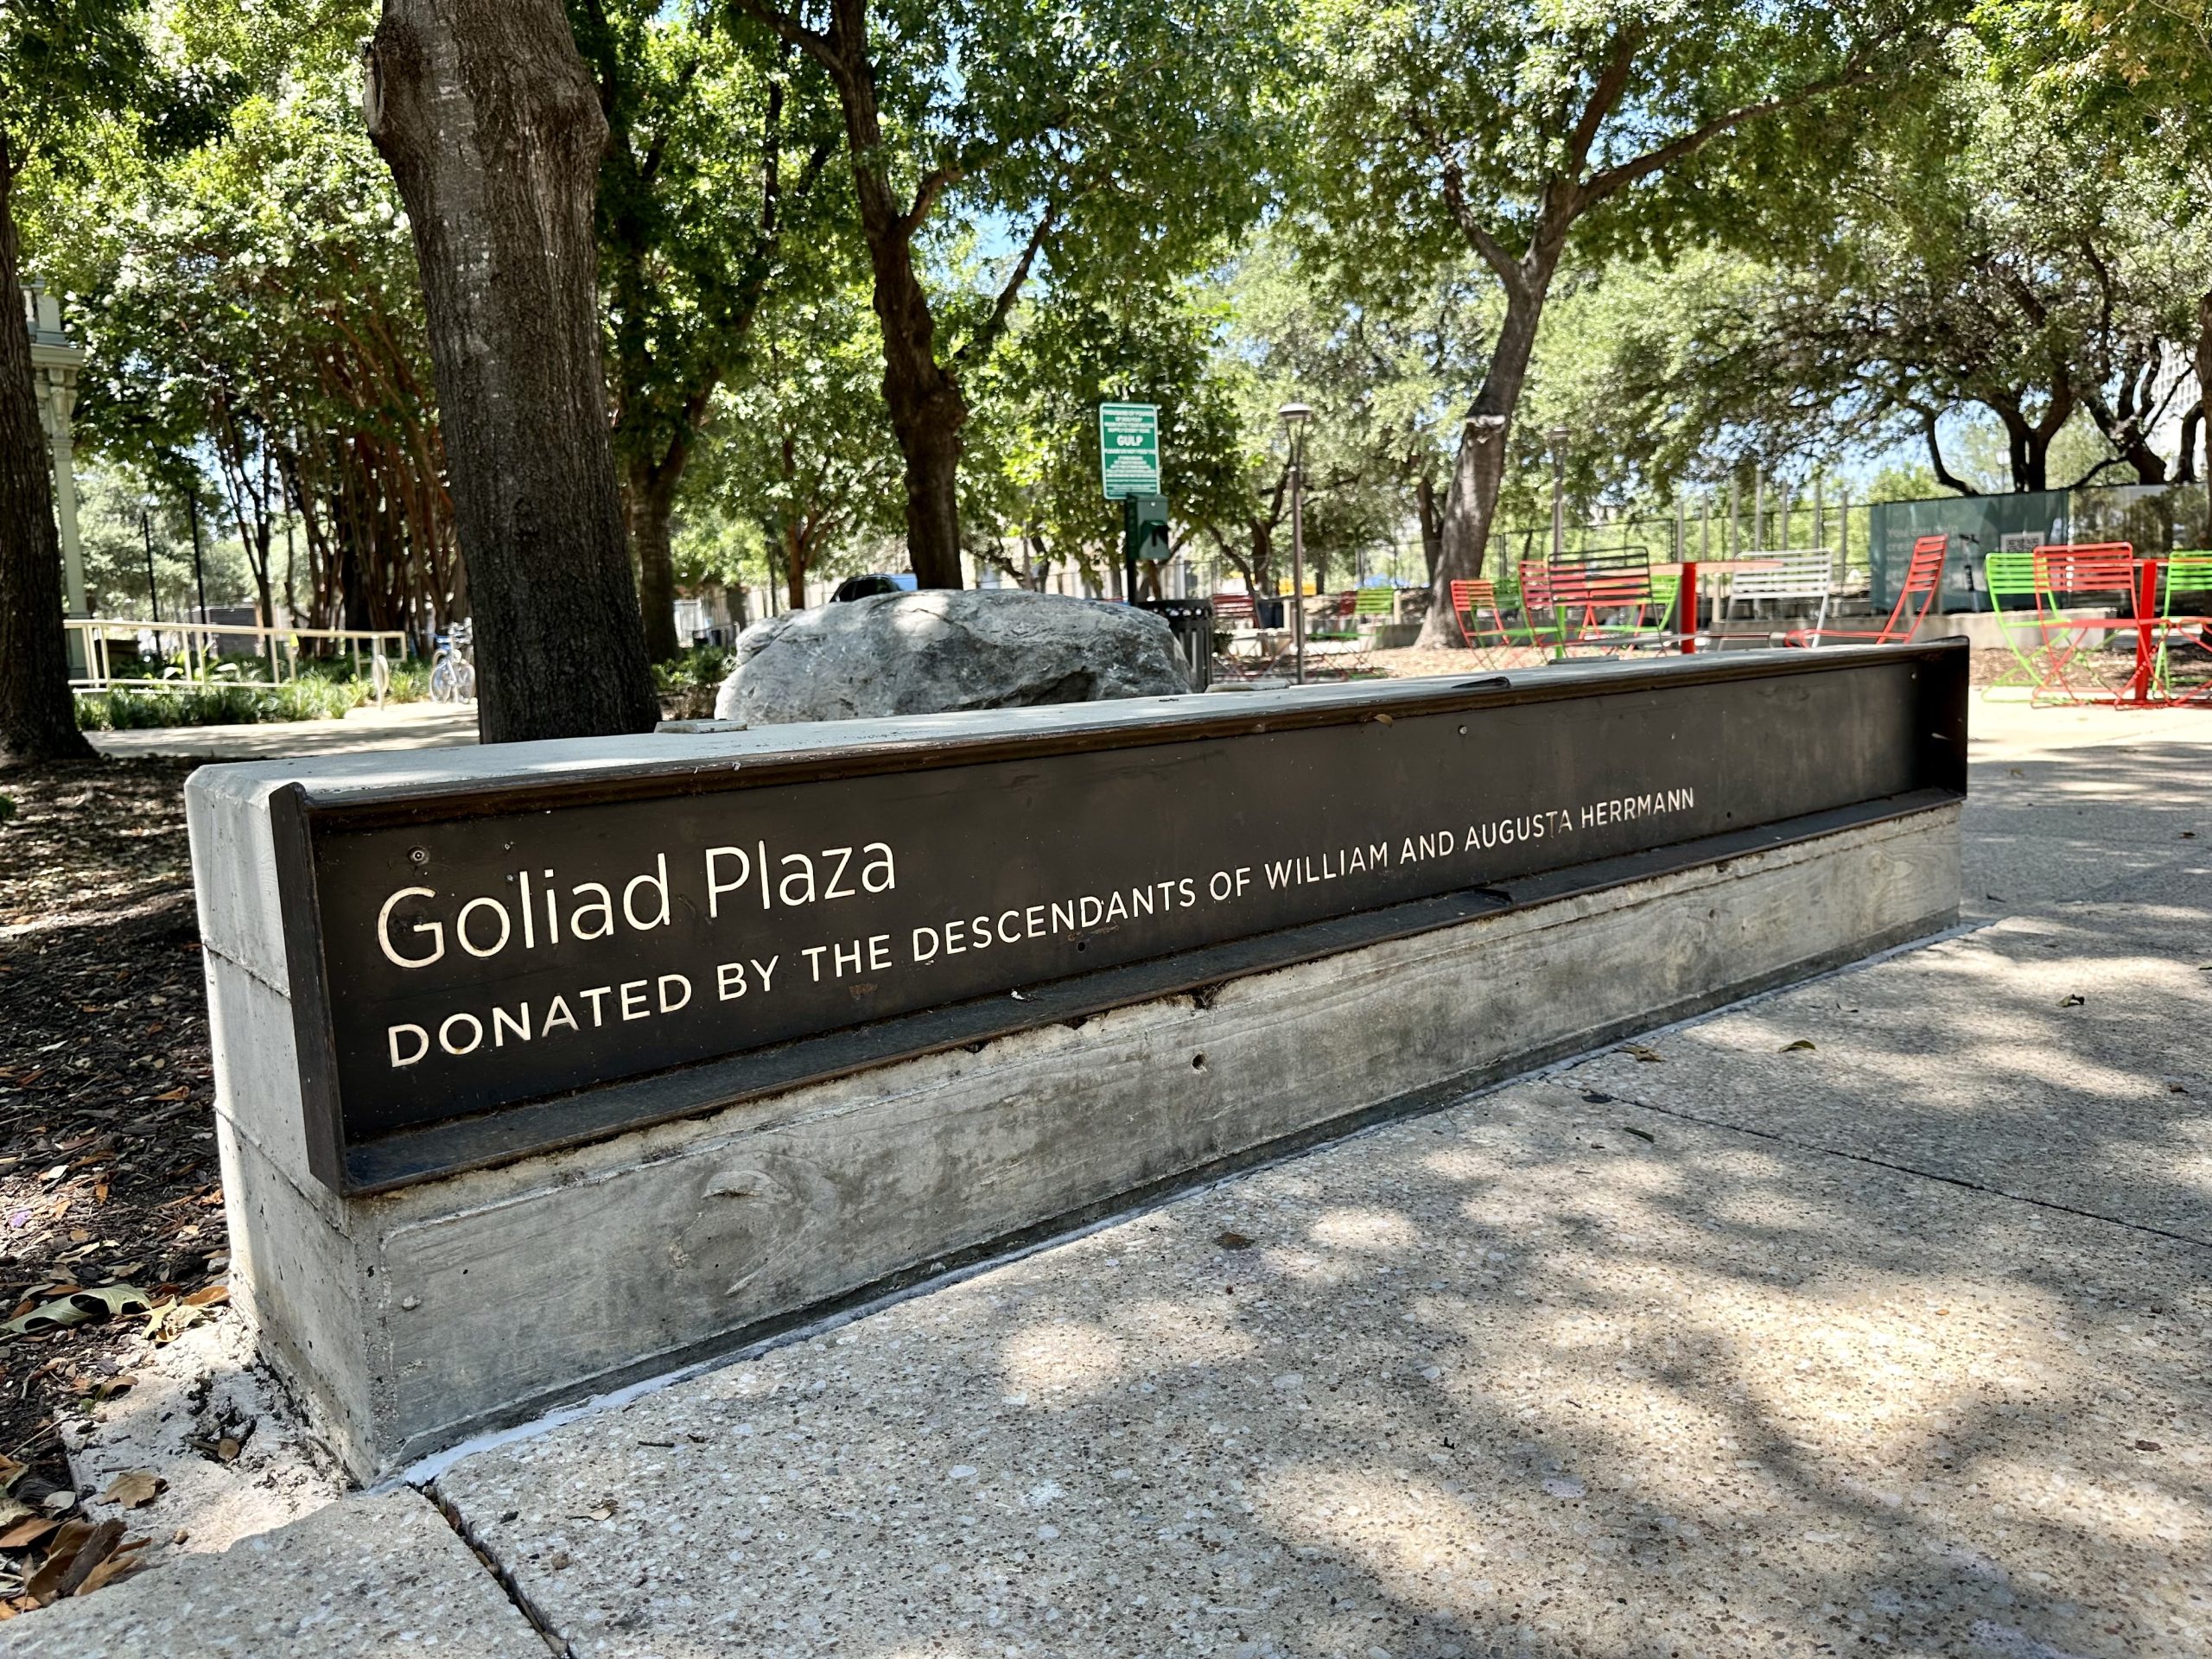 GULP
Goliad Plaza
DONATED BY THE DESCENDANTS OF WILLIAM AND AUGUSTA HERRMANN